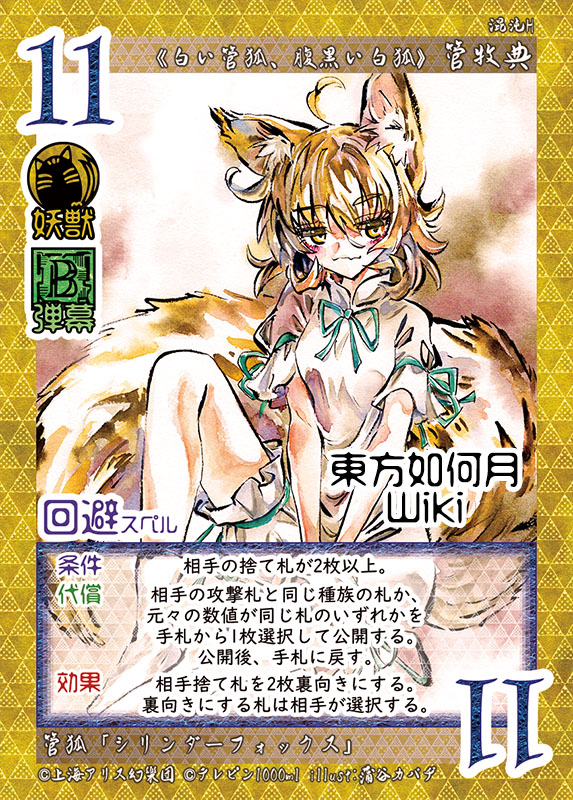 混沌H
11
《白い管狐、腹黒い白狐》 管牧典
妖獣
B
弾幕
東方如何月
Wiki
回避スペル
条件 相手の捨て札が2枚以上。
代償 相手の攻撃札と同じ種族の札か、
元々の数値が同じ札のいずれかを
手札から1枚選択して公開する。
公開後、手札に戻す。
効果 相手捨て札を2枚裏向きにする。
裏向きにする札は相手が選択する。
11
管狐「シリンダーフォックス」
©上海アリス幻樂団 ©テレピン1000ml illust:蒲谷カバヂ